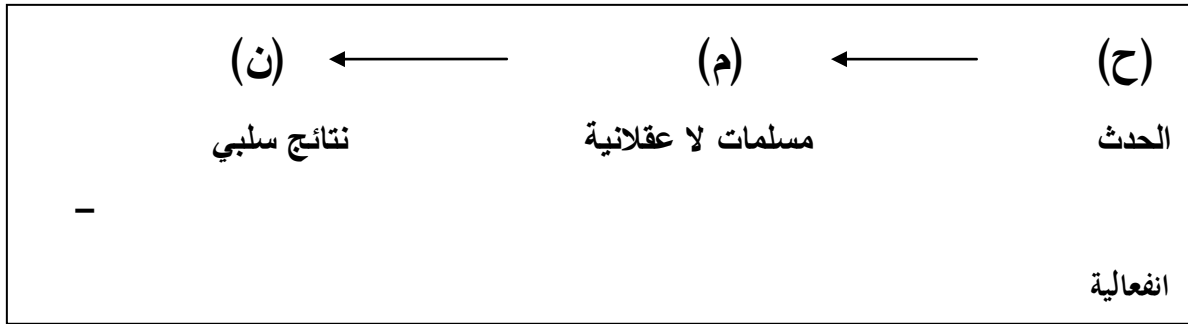 (ح) (م) (ن)
الحدث مسلمات لا عقلانية نتائج سلبي
–
انفعالية